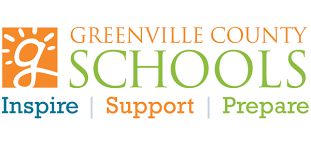 g
GREENVILLE COUNTY
SCHOOLS
Inspire | Support | Prepare